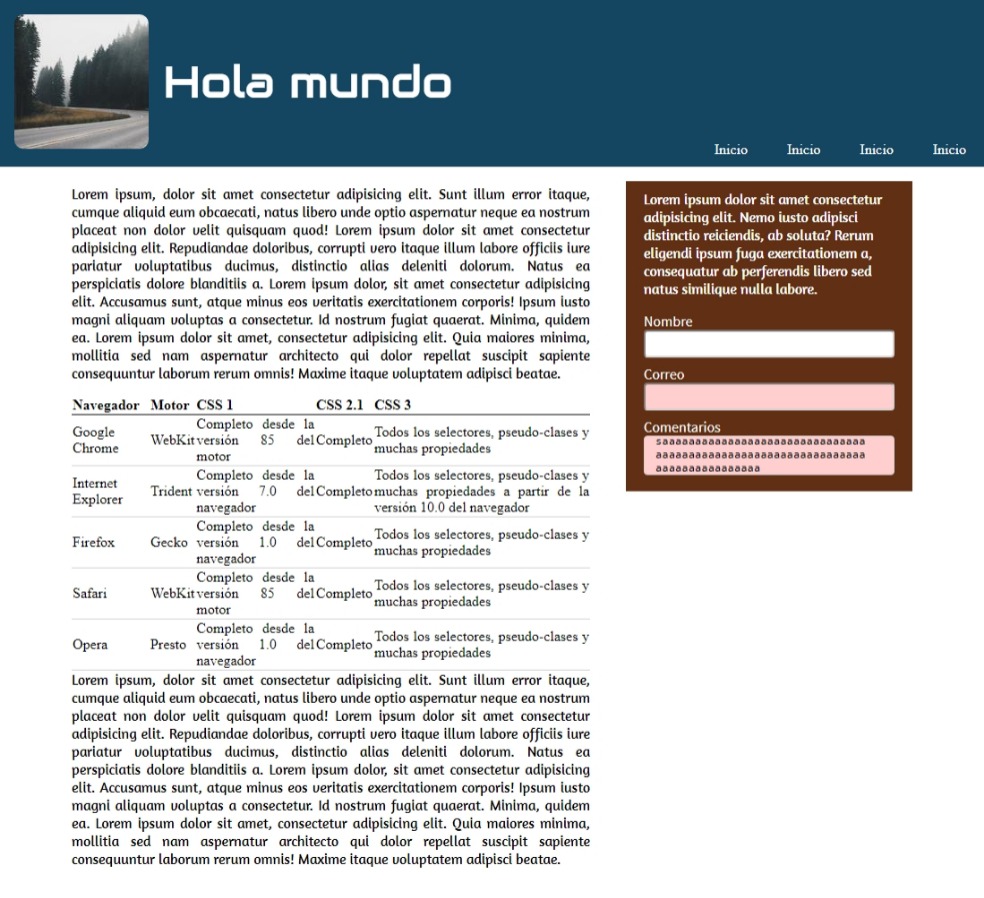 Hola mundo
Inicio Inicio Inicio Inicio
Lorem ipsum, dolor sit amet consectetur adipisicing elit. Sunt illum error itaque,
cumque aliquid eum obcaecati, natus libero unde optio aspernatur neque ea nostrum
placeat non dolor velit quisquam quod! Lorem ipsum dolor sit amet consectetur
adipisicing elit. Repudiandae doloribus, corrupti vero itaque illum labore officiis iure
pariatur voluptatibus ducimus, distinctio alias deleniti dolorum. Natus ea
perspiciatis dolore blanditiis a. Lorem ipsum dolor, sit amet consectetur adipisicing
elit. Accusamus sunt, atque minus eos veritatis exercitationem corporis! Ipsum iusto
magni aliquam voluptas a consectetur. Id nostrum fugiat quaerat. Minima, quidem
ea. Lorem ipsum dolor sit amet, consectetur adipisicing elit. Quia maiores minima,
mollitia sed nam aspernatur architecto qui dolor repellat suscipit sapiente
consequuntur laborum rerum omnis! Maxime itaque voluptatem adipisci beatae.
Navegador Motor CSS 1 CSS 2.1 CSS 3
Google Chrome WebKit Completo desde la versión 85 del motor Completo Todos los selectores, pseudo-clases y muchas propiedades
Internet Explorer Trident Completo desde la versión 7.0 del navegador Completo Todos los selectores, pseudo-clases y muchas propiedades a partir de la versión 10.0 del navegador
Firefox Gecko Completo desde la versión 1.0 del navegador Completo Todos los selectores, pseudo-clases y muchas propiedades
Safari WebKit Completo desde la versión 85 del motor Completo Todos los selectores, pseudo-clases y muchas propiedades
Opera Presto Completo desde la versión 1.0 del navegador Completo Todos los selectores, pseudo-clases y muchas propiedades
Lorem ipsum, dolor sit amet consectetur adipisicing elit. Sunt illum error itaque,
cumque aliquid eum obcaecati, natus libero unde optio aspernatur neque ea nostrum
placeat non dolor velit quisquam quod! Lorem ipsum dolor sit amet consectetur
adipisicing elit. Repudiandae doloribus, corrupti vero itaque illum labore officiis iure
pariatur voluptatibus ducimus, distinctio alias deleniti dolorum. Natus ea
perspiciatis dolore blanditiis a. Lorem ipsum dolor, sit amet consectetur adipisicing
elit. Accusamus sunt, atque minus eos veritatis exercitationem corporis! Ipsum iusto
magni aliquam voluptas a consectetur. Id nostrum fugiat quaerat. Minima, quidem
ea. Lorem ipsum dolor sit amet, consectetur adipisicing elit. Quia maiores minima,
mollitia sed nam aspernatur architecto qui dolor repellat suscipit sapiente
consequuntur laborum rerum omnis! Maxime itaque voluptatem adipisci beatae.
Lorem ipsum dolor sit amet consectetur
adipisicing elit. Nemo iusto adipisci
distinctio reiciendis, ab soluta? Rerum
eligendi ipsum fuga exercitationem a,
consequatur ab perferendis libero sed
natus similique nulla labore.
Nombre
Correo
Comentarios
saaaaaaaaaaaaaaaaaaaaaaaaaaaaaaa
aaaaaaaaaaaaaaaaaaaaaaaaaaaaaaaa
aaaaaaaaaaaaaaaa